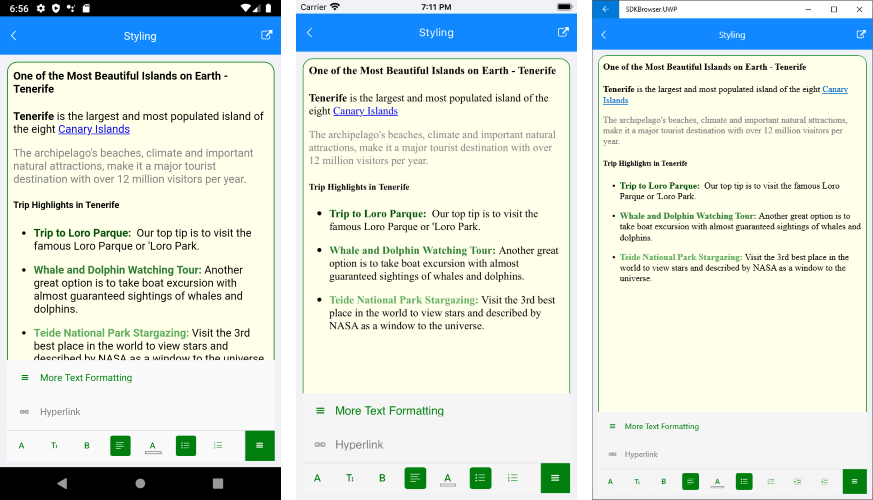 6:56
Styling
One of the Most Beautiful Islands on Earth -
Tenerife
Tenerife is the largest and most populated island of
the eight Canary Islands
The archipelago's beaches, climate and important
natural attractions, make it a major tourist
destination with over 12 million visitors per year.
Trip Highlights in Tenerife
• Trip to Loro Parque: Our top tip is to visit the
famous Loro Parque or 'Loro Park.
• Whale and Dolphin Watching Tour: Another
great option is to take boat excursion with
almost guaranteed sightings of whales and
dolphins.
• Teide National Park Stargazing: Visit the 3rd
best place in the world to view stars and
described by NASA as a window to the universe
More Text Formatting
Hyperlink
A TI B A
Carrier 7:11 PM
Styling
One of the Most Beautiful Islands on Earth - Tenerife
Tenerife is the largest and most populated island of the
eight Canary Islands
The archipelago's beaches, climate and important natural
attractions, make it a major tourist destination with over
12 million visitors per year.
Trip Highlights in Tenerife
• Trip to Loro Parque: Our top tip is to visit the
famous Loro Parque or 'Loro Park.
• Whale and Dolphin Watching Tour: Another great
option is to take boat excursion with almost
guaranteed sightings of whales and dolphins.
• Teide National Park Stargazing: Visit the 3rd best
place in the world to view stars and described by
NASA as a window to the universe.
More Text Formatting
Hyperlink
A TI B A
SDKBrowser.UWP
Styling
One of the Most Beautiful Islands on Earth - Tenerife
Tenerife is the largest and most populated island of the eight Canary
Islands
The archipelago's beaches, climate and important natural attractions,
make it a major tourist destination with over 12 million visitors per
year.
Trip Highlights in Tenerife
• Trip to Loro Parque: Our top tip is to visit the famous Loro
Parque or 'Loro Park.
• Whale and Dolphin Watching Tour: Another great option is to
take boat excursion with almost guaranteed sightings of whales and
dolphins.
• Teide National Park Stargazing: Visit the 3rd best place in the
world to view stars and described by NASA as a window to the
universe.
More Text Formatting
Hyperlink
A TI B A